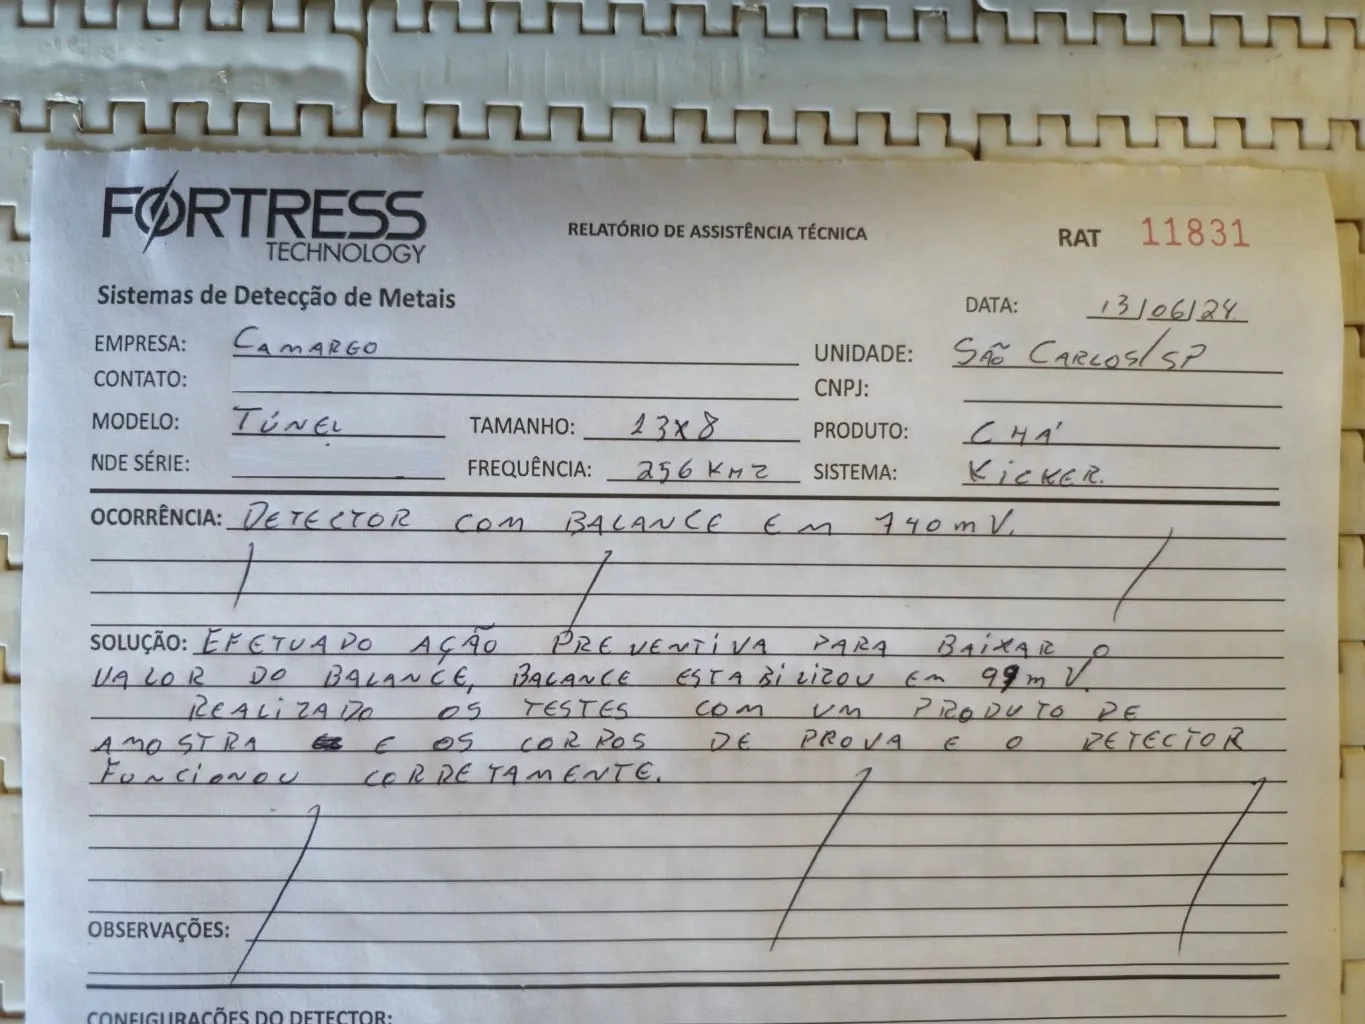 FORTRESS
TECHNOLOGY
RELATÓRIO DE ASSISTÊNCIA TÉCNICA
RAT 11831
Sistemas de Detecção de Metais
DATA: 13/06/24
EMPRESA: CAMARGO
UNIDADE: SÃO CARLOS/SP
CONTATO:
CNPJ:
MODELO: TÚNEL TAMANHO: 13x8 PRODUTO: CHÁ
NDE SÉRIE: FREQUÊNCIA: 256 KHZ SISTEMA: KICKER.
OCORRÊNCIA: DETECTOR COM BALANCE EM 740mV.
SOLUÇÃO: EFETUADO AÇÃO PREVENTIVA PARA BAIXAR O
VALOR DO BALANCE, BALANCE ESTABILIZOU EM mV.
REALIZADO OS TESTES COM UM PRODUTO DE
AMOSTRA E OS CORPOS DE PROVA E O DETECTOR
FUNCIONOU CORRETAMENTE.
OBSERVAÇÕES:
CONFIGURAÇÕES DO DETECTOR: